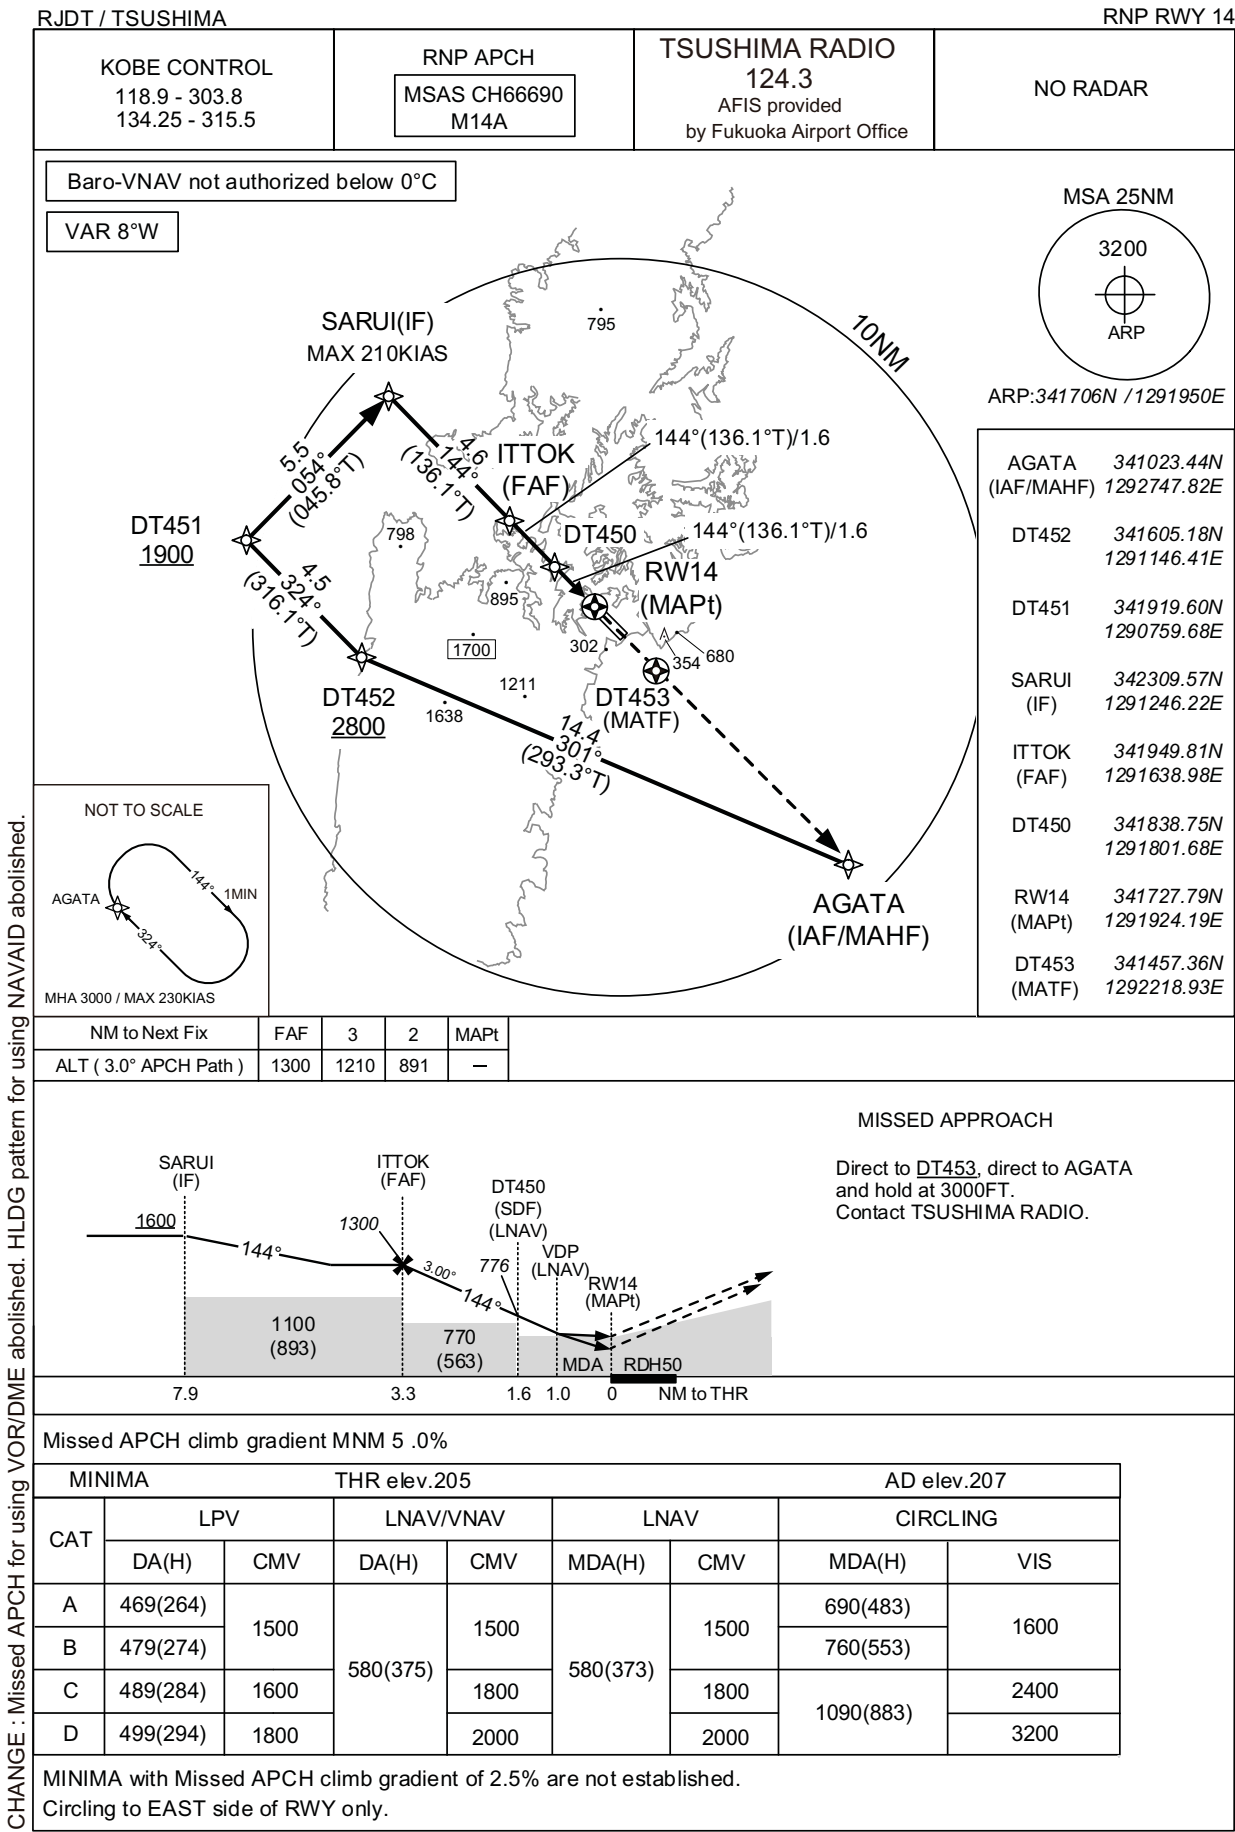 RJDT / TSUSHIMA
RNP RWY 14
KOBE CONTROL
118.9 - 303.8
134.25 - 315.5
RNP APCH
MSAS CH66690
M14A
TSUSHIMA RADIO
124.3
AFIS provided
by Fukuoka Airport Office
NO RADAR
Baro-VNAV not authorized below 0°C
VAR 8°W
MSA 25NM
3200
ARP
ARP:341706N / 1291950E
10NM
795
SARUI(IF)
MAX 210KIAS
5.5
054°
(045.8°T)
4.6
144°
(136.1°T)
ITTOK
(FAF)
144°(136.1°T)/1.6
DT451
1900
798
DT450
144°(136.1°T)/1.6
RW14
(MAPt)
4.5
324°
(316.1°T)
895
1700
302
354
680
1211
DT453
(MATF)
DT452
2800
1638
14.4
301°
(293.3°T)
AGATA
(IAF/MAHF)
AGATA
(IAF/MAHF)
341023.44N
1292747.82E
DT452
341605.18N
1291146.41E
DT451
341919.60N
1290759.68E
SARUI
(IF)
342309.57N
1291246.22E
ITTOK
(FAF)
341949.81N
1291638.98E
DT450
341838.75N
1291801.68E
RW14
(MAPt)
341727.79N
1291924.19E
DT453
(MATF)
341457.36N
1292218.93E
NOT TO SCALE
AGATA
144°
1MIN
324°
MHA 3000 / MAX 230KIAS
NM to Next Fix FAF 3 2 MAPt
ALT ( 3.0° APCH Path ) 1300 1210 891 —
MISSED APPROACH
Direct to DT453, direct to AGATA
and hold at 3000FT.
Contact TSUSHIMA RADIO.
SARUI
(IF)
1600
144°
ITTOK
(FAF)
1300
3.00°
144°
DT450
(SDF)
(LNAV)
776
VDP
(LNAV)
RW14
(MAPt)
1100
(893)
770
(563)
MDA
RDH50
7.9 3.3 1.6 1.0 0 NM to THR
Missed APCH climb gradient MNM 5 .0%
MINIMA THR elev.205 AD elev.207
CAT LPV LNAV/VNAV LNAV CIRCLING
DA(H) CMV DA(H) CMV MDA(H) CMV MDA(H) VIS
A 469(264) 1500 580(375) 1500 580(373) 1500 690(483) 1600
B 479(274) 760(553)
C 489(284) 1600 1800 1800 1090(883) 2400
D 499(294) 1800 2000 2000 3200
MINIMA with Missed APCH climb gradient of 2.5% are not established.
Circling to EAST side of RWY only.
CHANGE : Missed APCH for using VOR/DME abolished. HLDG pattern for using NAVAID abolished.